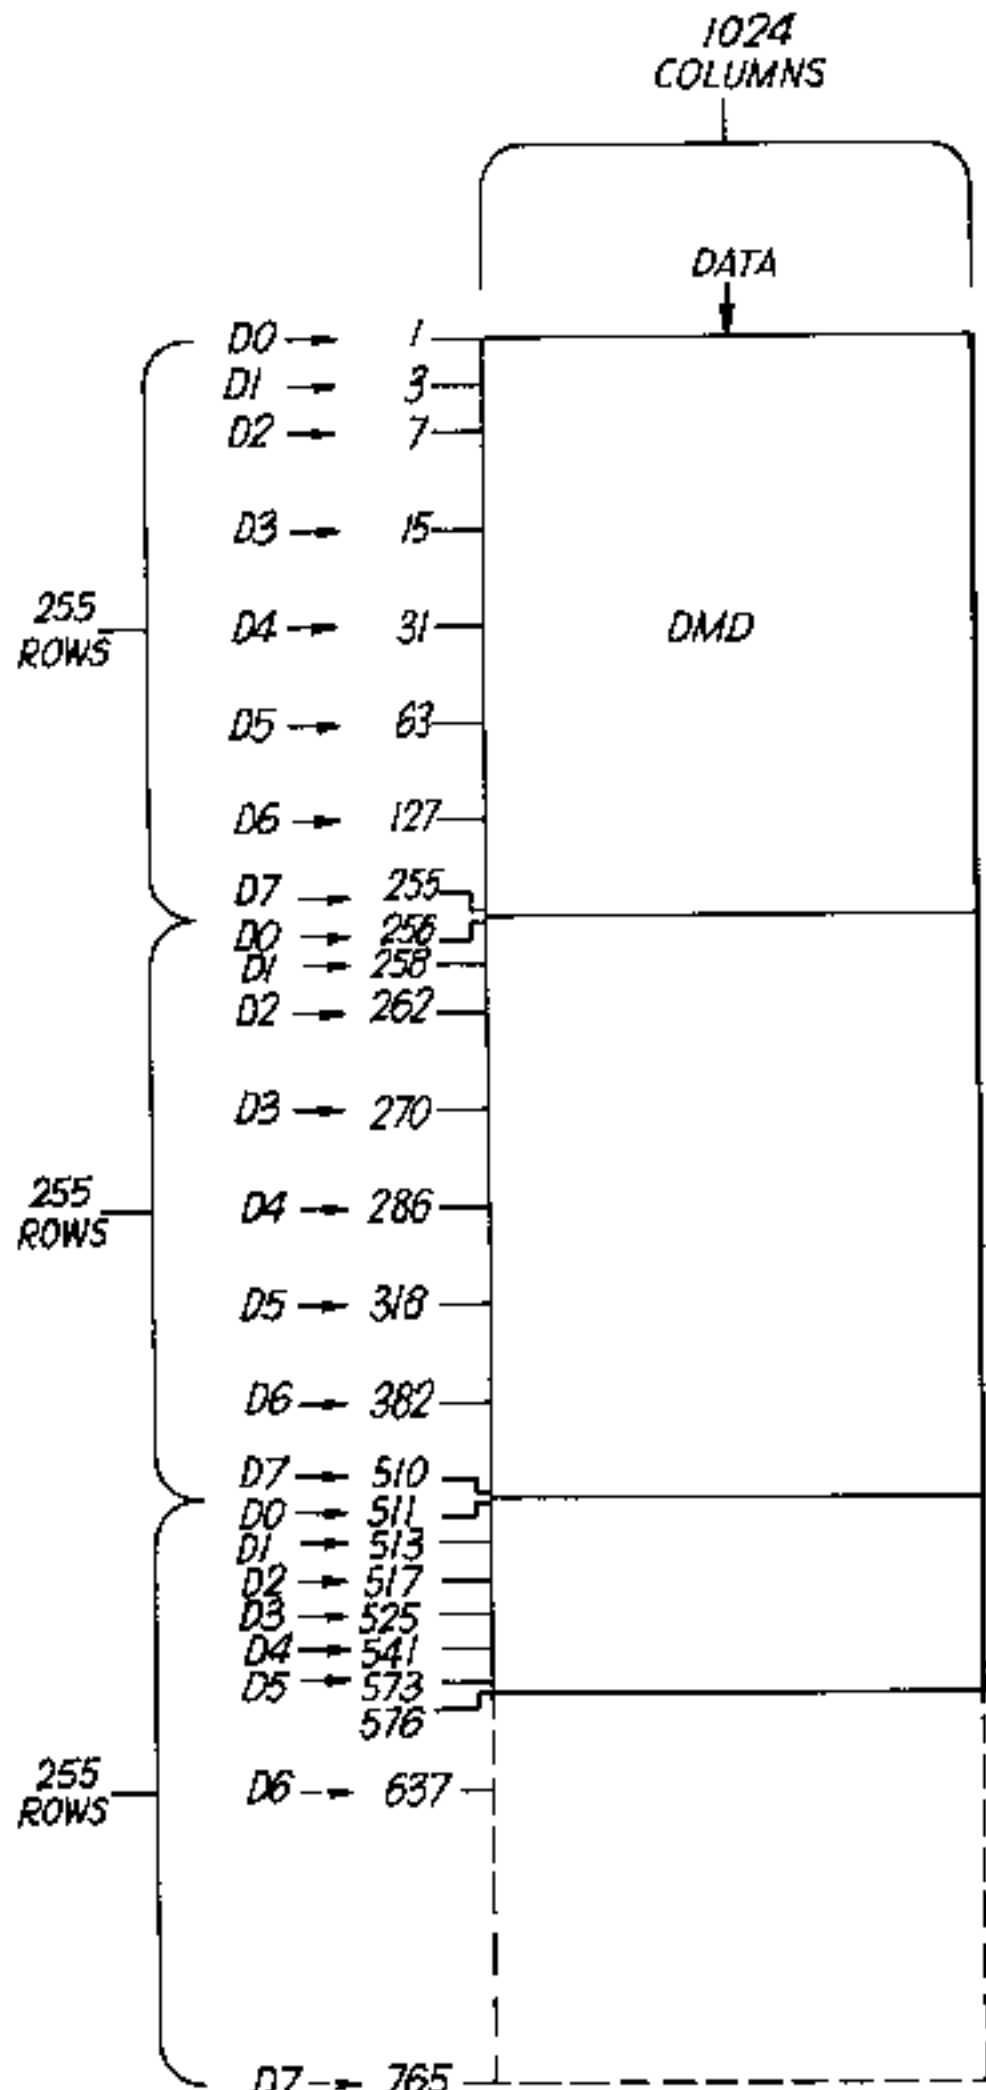 1024
COLUMNS
DATA
D0 1
D1 3
D2 7
D3 15
D4 31
DMD
255
ROWS
D5 63
D6 127
D7 255
D0 256
D1 258
D2 262
D3 270
D4 286
255
ROWS
D5 318
D6 382
D7 510
D0 511
D1 513
D2 517
D3 525
D4 541
D5 573
576
D6 637
255
ROWS
D7 765